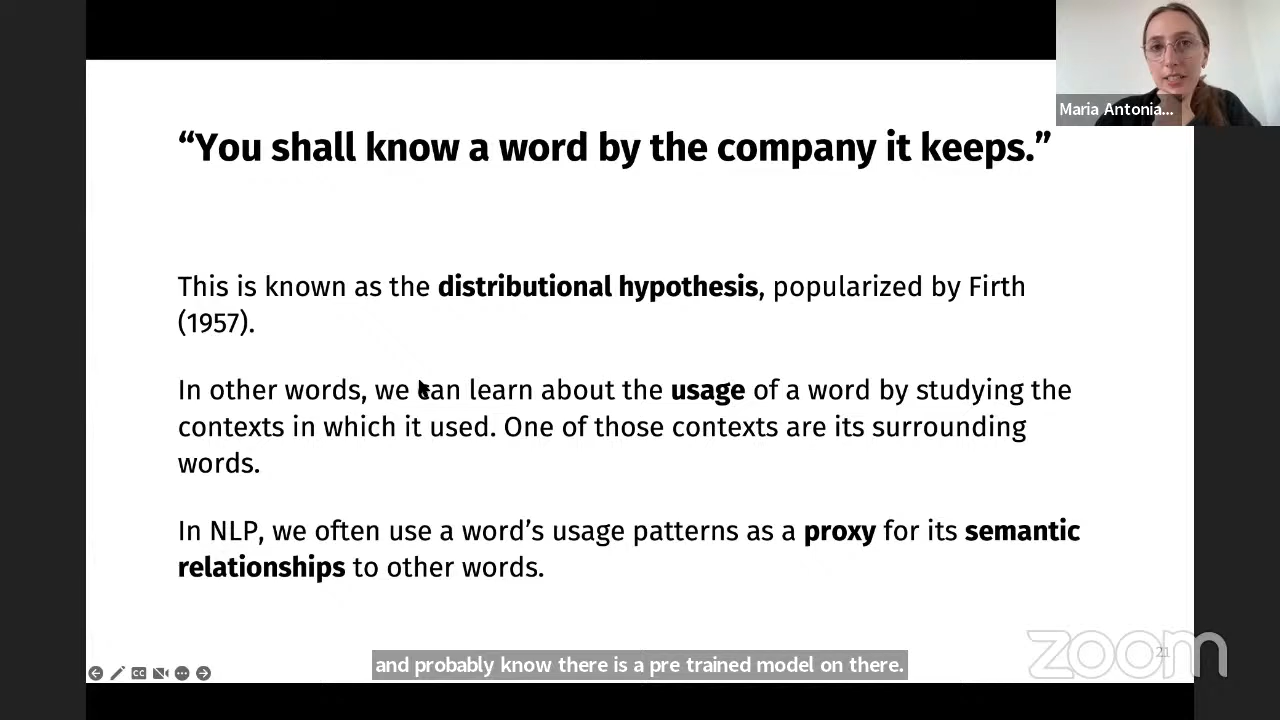 Maria Antonia...
“You shall know a word by the company it keeps.”
This is known as the distributional hypothesis, popularized by Firth
(1957).
In other words, we can learn about the usage of a word by studying the
contexts in which it used. One of those contexts are its surrounding
words.
In NLP, we often use a word’s usage patterns as a proxy for its semantic
relationships to other words.
and probably know there is a pre trained model on there.
CC
zoom
21